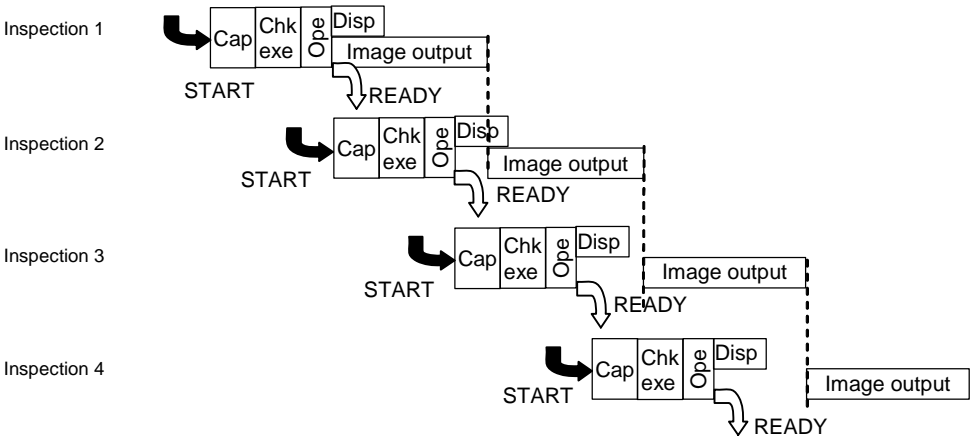 Inspection 1
Cap
Chk
exe
Ope
Disp
Image output
START
READY
Inspection 2
Cap
Chk
exe
Ope
Disp
Image output
START
READY
Inspection 3
Cap
Chk
exe
Ope
Disp
Image output
START
READY
Inspection 4
Cap
Chk
exe
Ope
Disp
Image output
START
READY